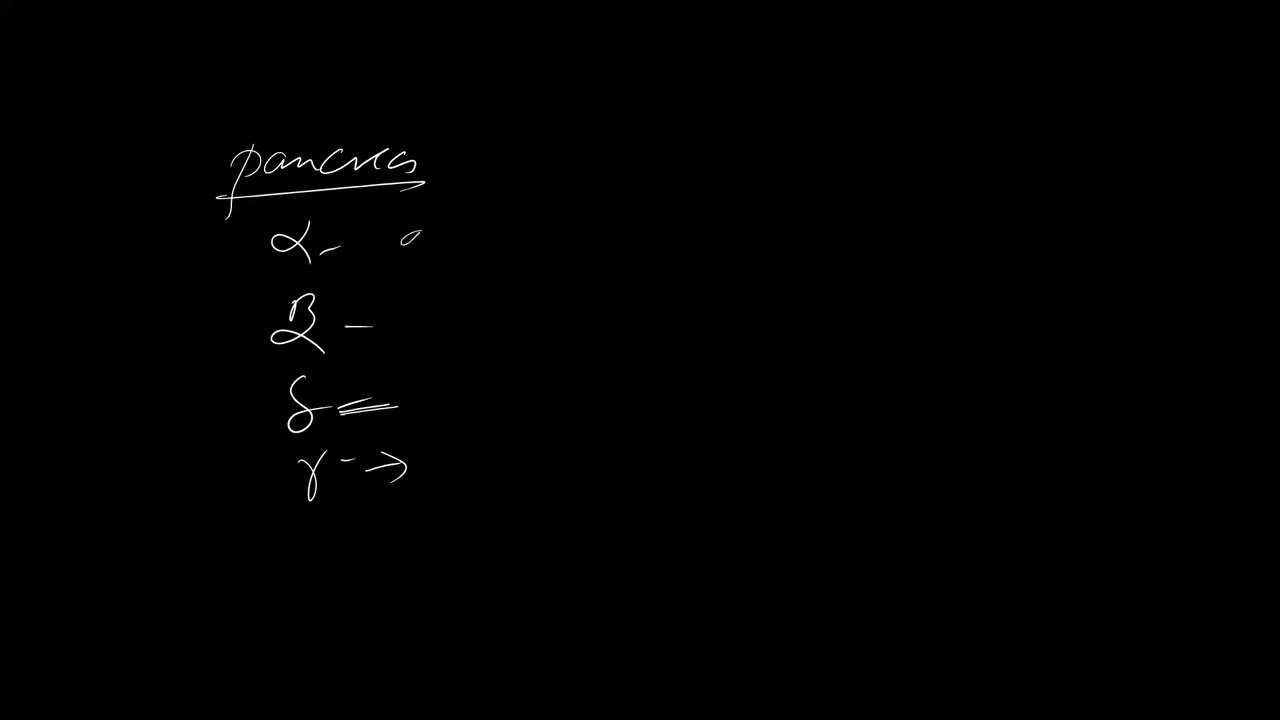 pancreas
α -
β -
δ =
γ - →